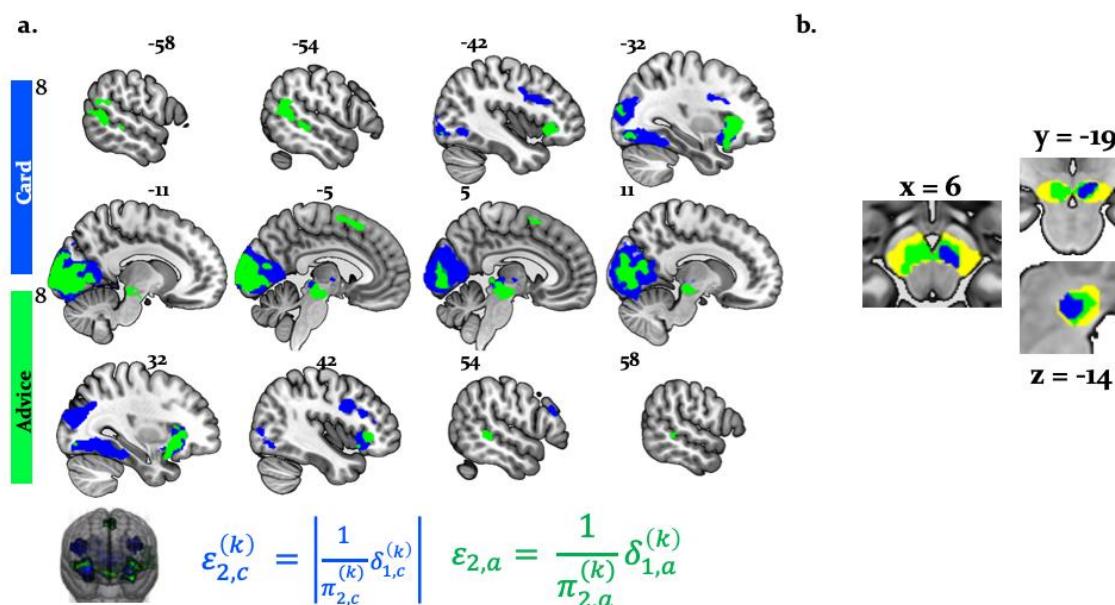 a.
b.
-58
-54
-42
-32
8
Card
-11
-5
5
11
8
Advice
32
42
54
58
x = 6
y = -19
z = -14
ε_{2,c}^{(k)} = |1/π_{2,c}^{(k)} δ_{1,c}^{(k)}|
ε_{2,a} = 1/π_{2,a}^{(k)} δ_{1,a}^{(k)}